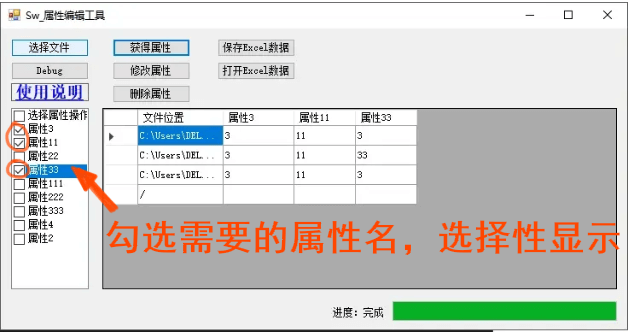 Sw_属性编辑工具
选择文件 获得属性 保存Excel数据
Debug 修改属性 打开Excel数据
使用说明 删除属性
选择属性操作
属性3
属性11
属性22
属性33
属性111
属性222
属性333
属性4
属性2
文件位置 属性3 属性11 属性33
C:\Users\DEL... 3 11 3
C:\Users\DEL... 3 11 33
C:\Users\DEL... 3 11 3
/
勾选需要的属性名，选择性显示
进度：完成